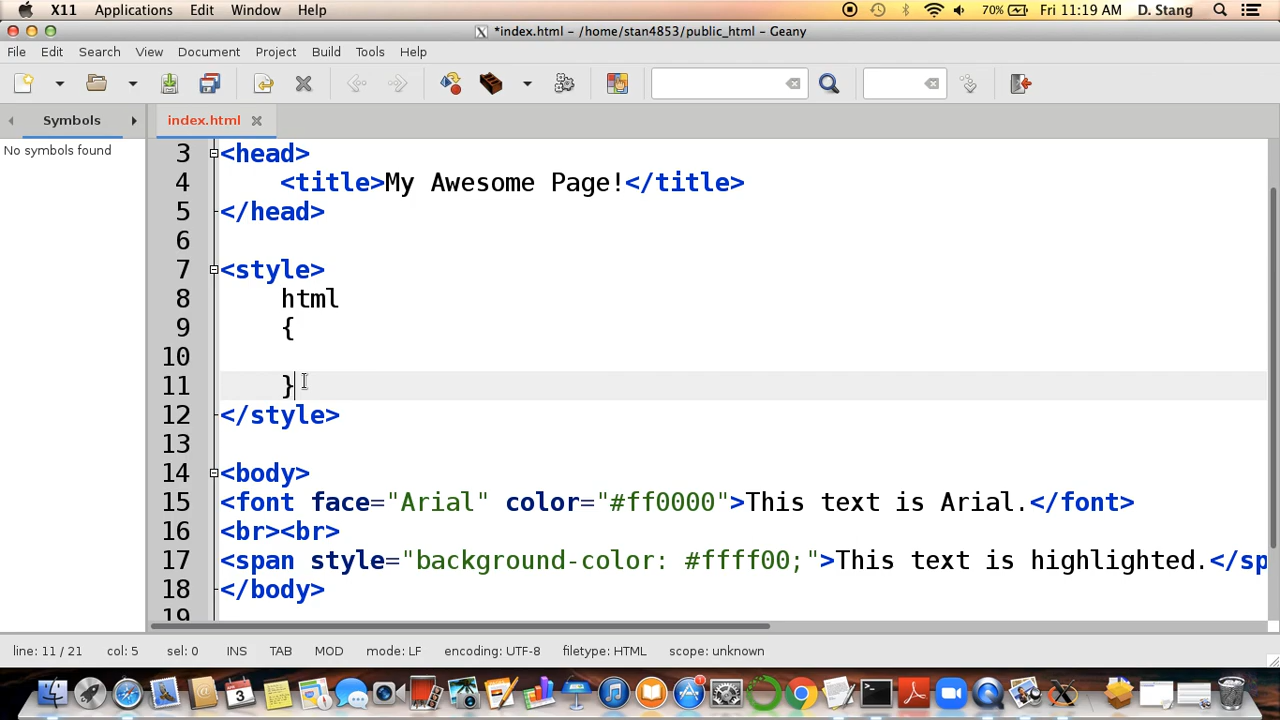 X11 Applications Edit Window Help 70% Fri 11:19 AM D. Stang
*index.html – /home/stan4853/public_html – Geany
File Edit Search View Document Project Build Tools Help
Symbols index.html
No symbols found
3 <head>
4 <title>My Awesome Page!</title>
5 </head>
6
7 <style>
8 html
9 {
10
11 }
12 </style>
13
14 <body>
15 <font face="Arial" color="#ff0000">This text is Arial.</font>
16 <br><br>
17 <span style="background-color: #ffff00;">This text is highlighted.</sp
18 </body>
19
line: 11 / 21 col: 5 sel: 0 INS TAB MOD mode: LF encoding: UTF-8 filetype: HTML scope: unknown